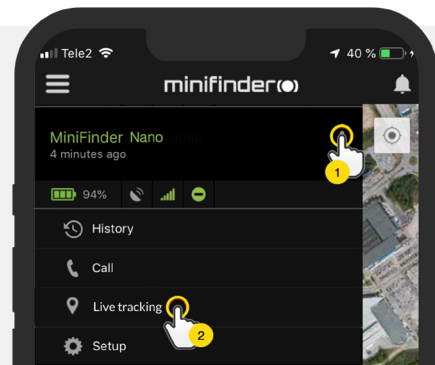 Tele2 40 %
minifinder
MiniFinder Nano
4 minutes ago
1
94%
History
Call
Live tracking
2
Setup